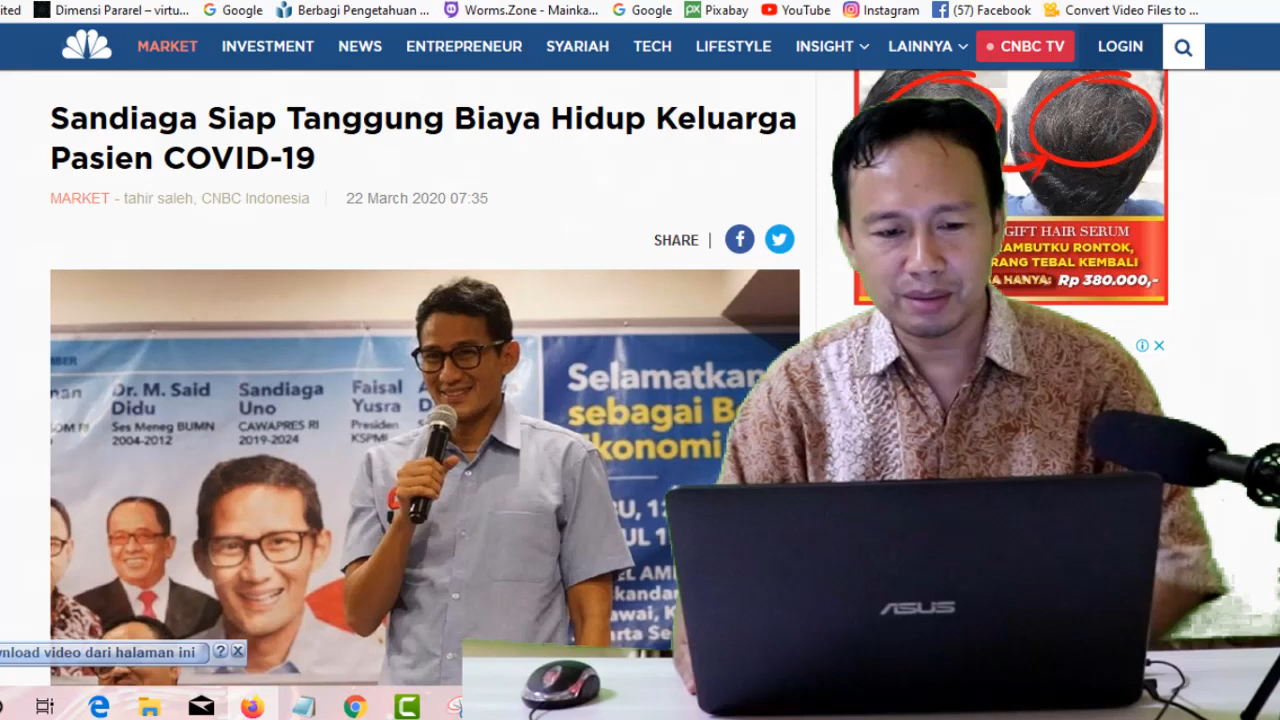 Dimensi Pararel – virtu...
Google
Berbagi Pengetahuan ...
Worms.Zone - Mainka...
Google
Pixabay
YouTube
Instagram
(57) Facebook
Convert Video Files to ...
MARKET INVESTMENT NEWS ENTREPRENEUR SYARIAH TECH LIFESTYLE INSIGHT LAINNYA CNBC TV LOGIN
Sandiaga Siap Tanggung Biaya Hidup Keluarga
Pasien COVID-19
MARKET - tahir saleh, CNBC Indonesia
22 March 2020 07:35
SHARE
GIFT HAIR SERUM
RAMBUTKU RONTOK,
TEBAL KEMBALI
HANYA: Rp 380.000,-
Dr. M. Said
Didu
Ses Meneg BUMN
2004-2012
Sandiaga
Uno
CAWAPRES RI
2019-2024
Faisal
Yusra
Presiden
KSPMI
Selamatkan
sebagai
video dari halaman ini
ASUS